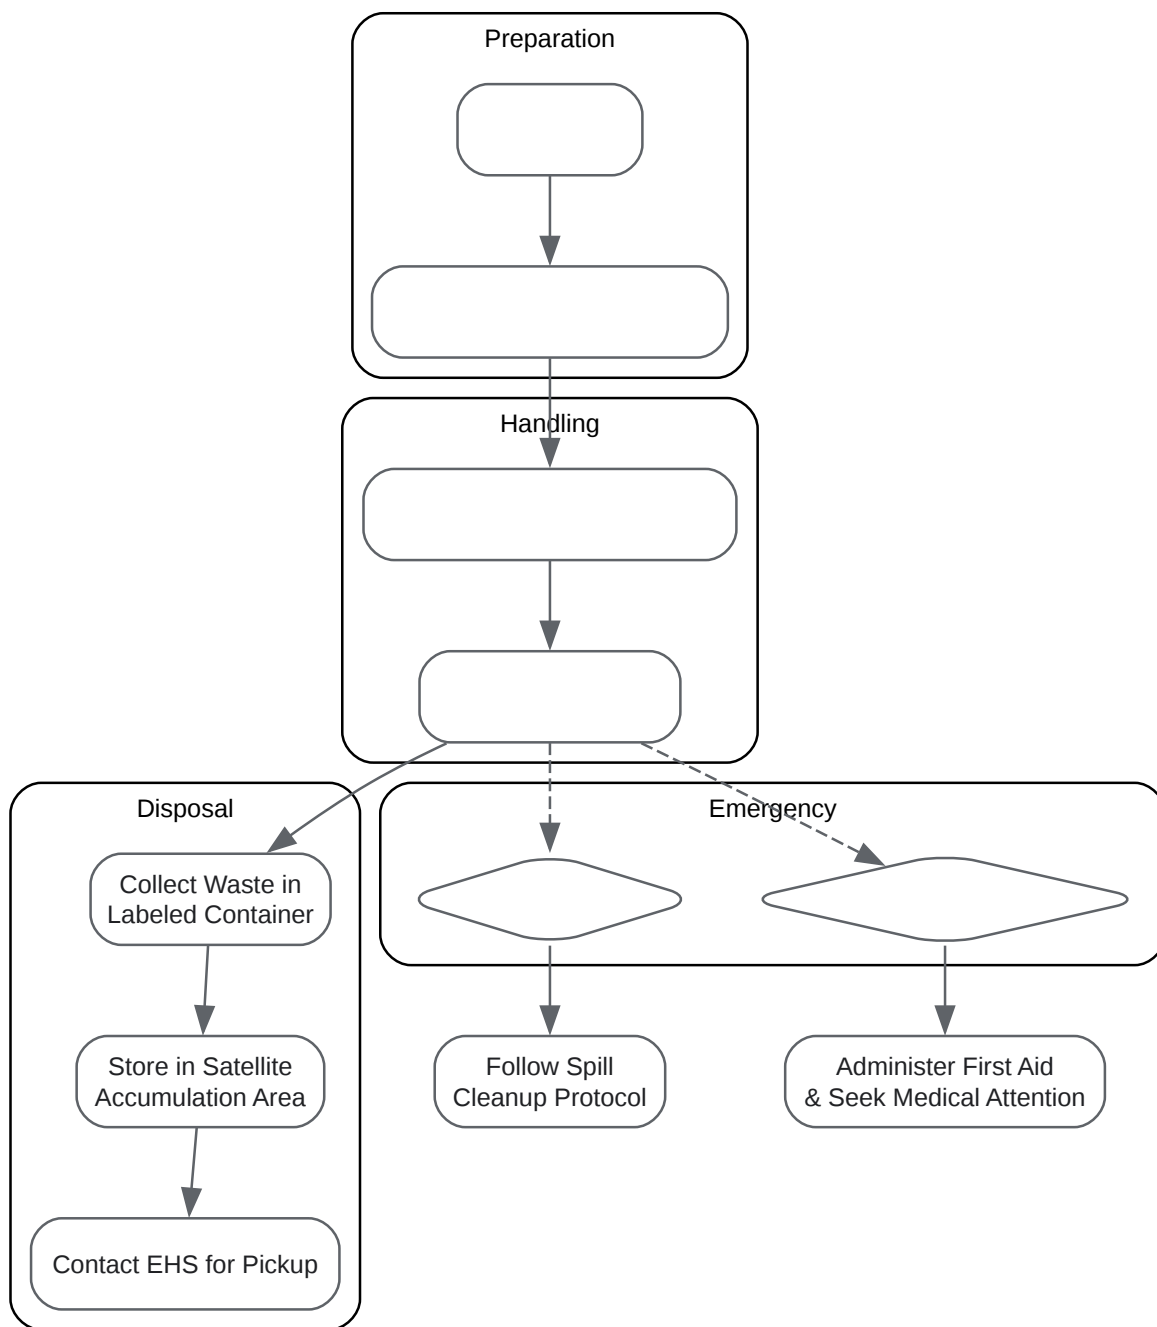 Preparation
Handling
Disposal
Emergency
Collect Waste in
Labeled Container
Store in Satellite
Accumulation Area
Follow Spill
Cleanup Protocol
Administer First Aid
& Seek Medical Attention
Contact EHS for Pickup